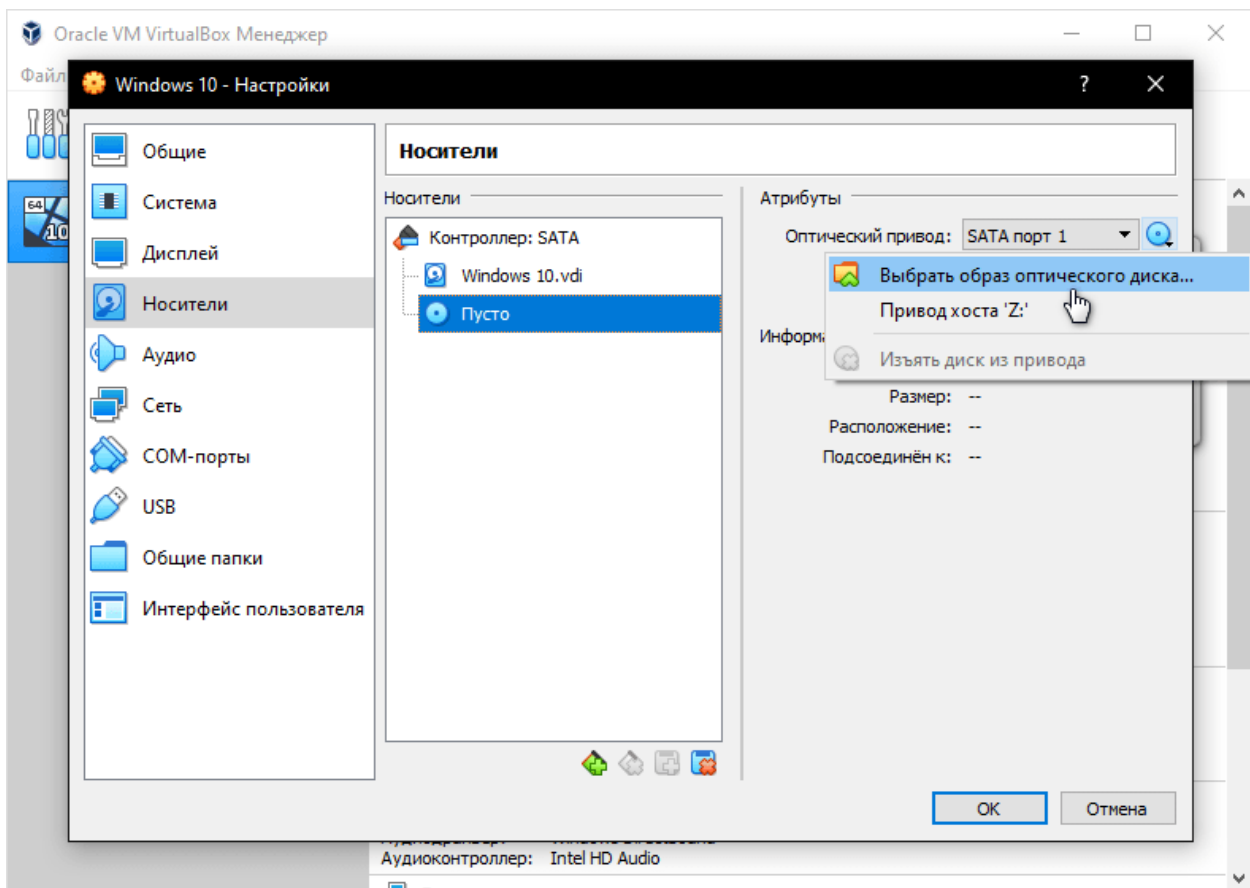 Oracle VM VirtualBox Менеджер
Файл
Windows 10 - Настройки
?
64
10
Общие
Система
Дисплей
Носители
Аудио
Сеть
COM-порты
USB
Общие папки
Интерфейс пользователя
Носители
Носители
Контроллер: SATA
Windows 10.vdi
Пусто
Атрибуты
Оптический привод: SATA порт 1
Выбрать образ оптического диска...
Привод хоста 'Z:'
Изъять диск из привода
Размер: --
Расположение: --
Подсоединён к: --
OK
Отмена
Аудиоконтроллер: Intel HD Audio